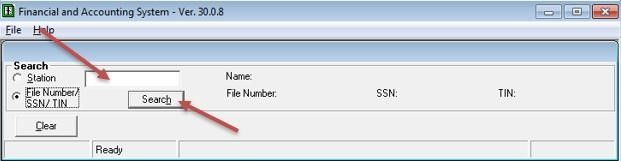 Financial and Accounting System - Ver. 30.0.8
File Help
Search
Station Name:
File Number/ SSN/ TIN Search File Number: SSN: TIN:
Clear
Ready